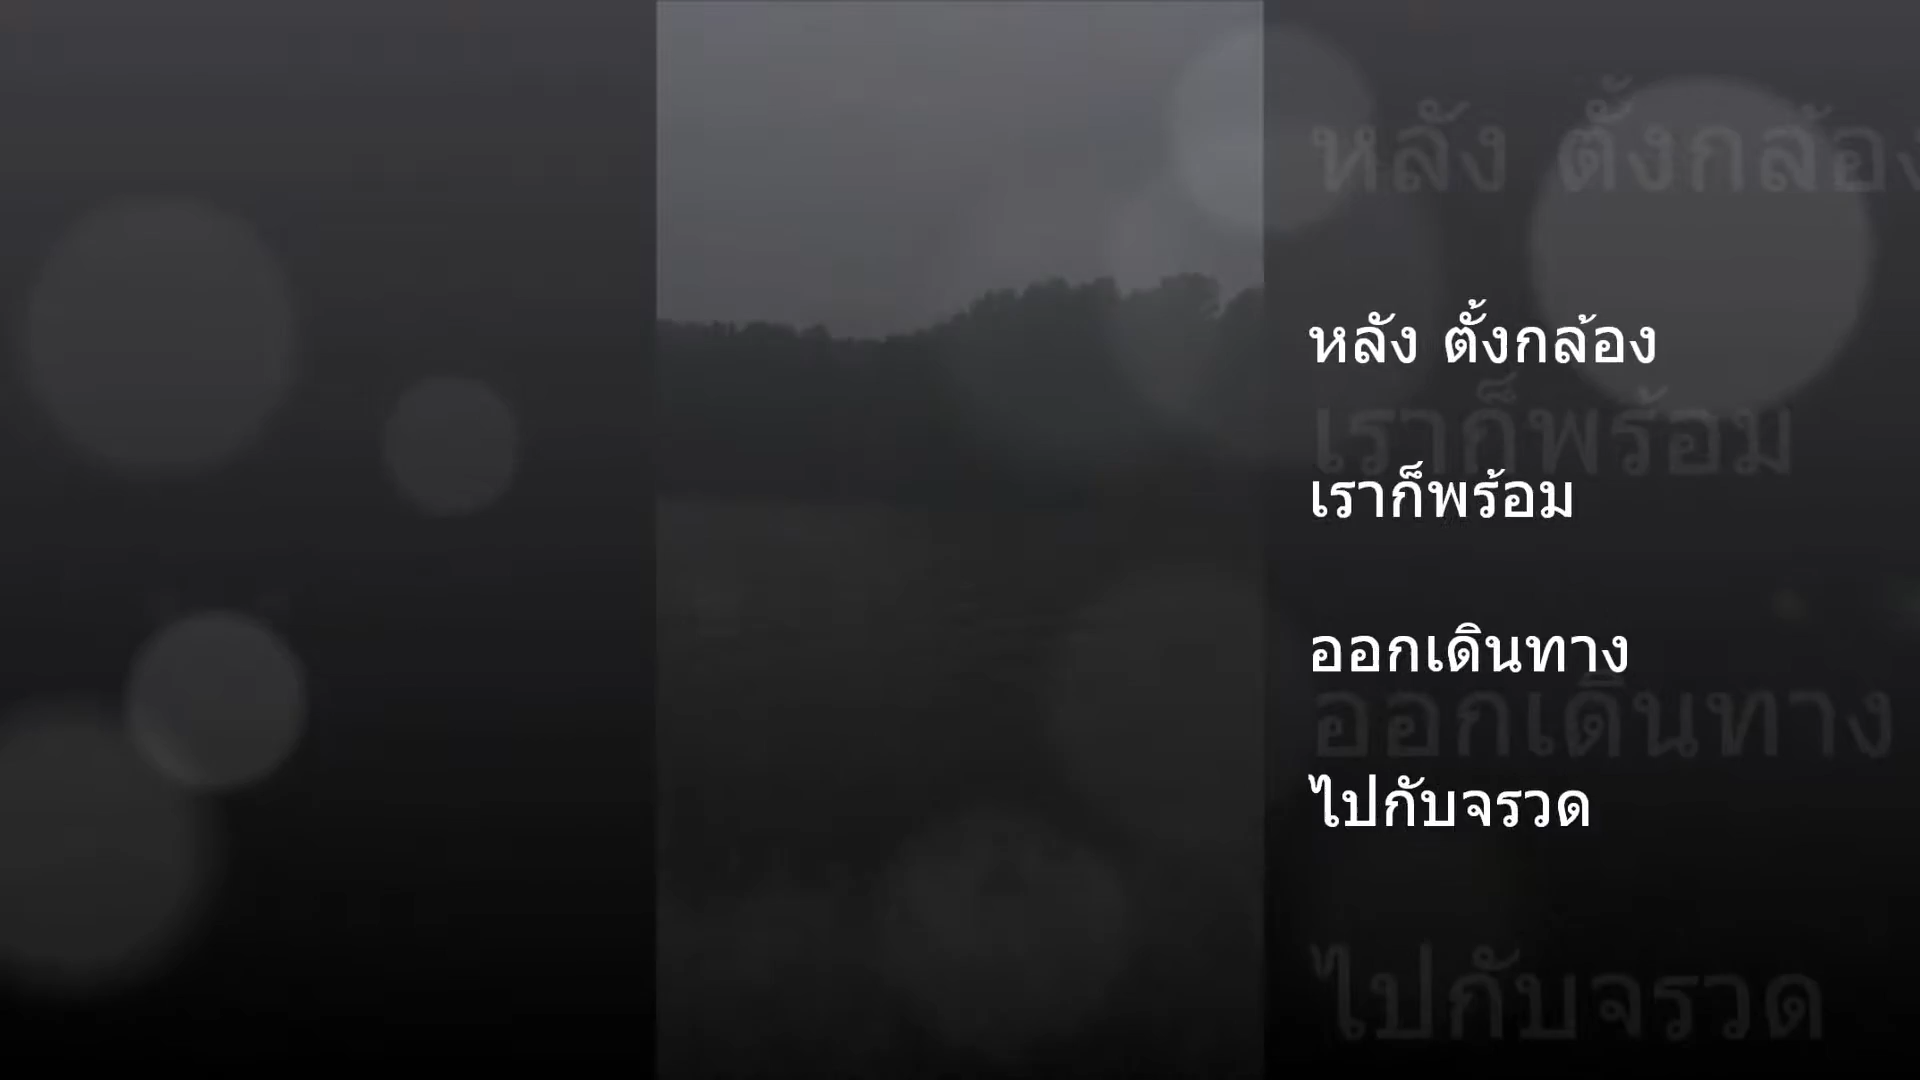 หลัง ตั้งกล้อง
เราก็พร้อม
ออกเดินทาง
ไปกับจรวด